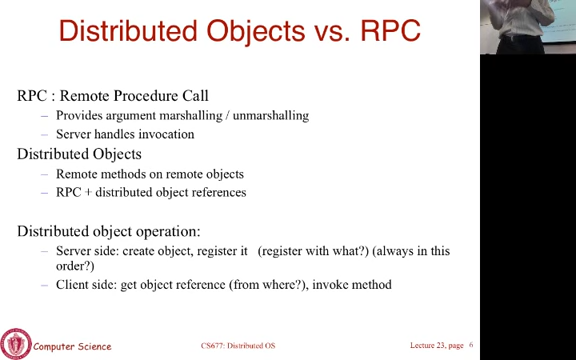 Distributed Objects vs. RPC
RPC : Remote Procedure Call
– Provides argument marshalling / unmarshalling
– Server handles invocation
Distributed Objects
– Remote methods on remote objects
– RPC + distributed object references
Distributed object operation:
– Server side: create object, register it (register with what?) (always in this
order?)
– Client side: get object reference (from where?), invoke method
Computer Science
CS677: Distributed OS
Lecture 23, page 6